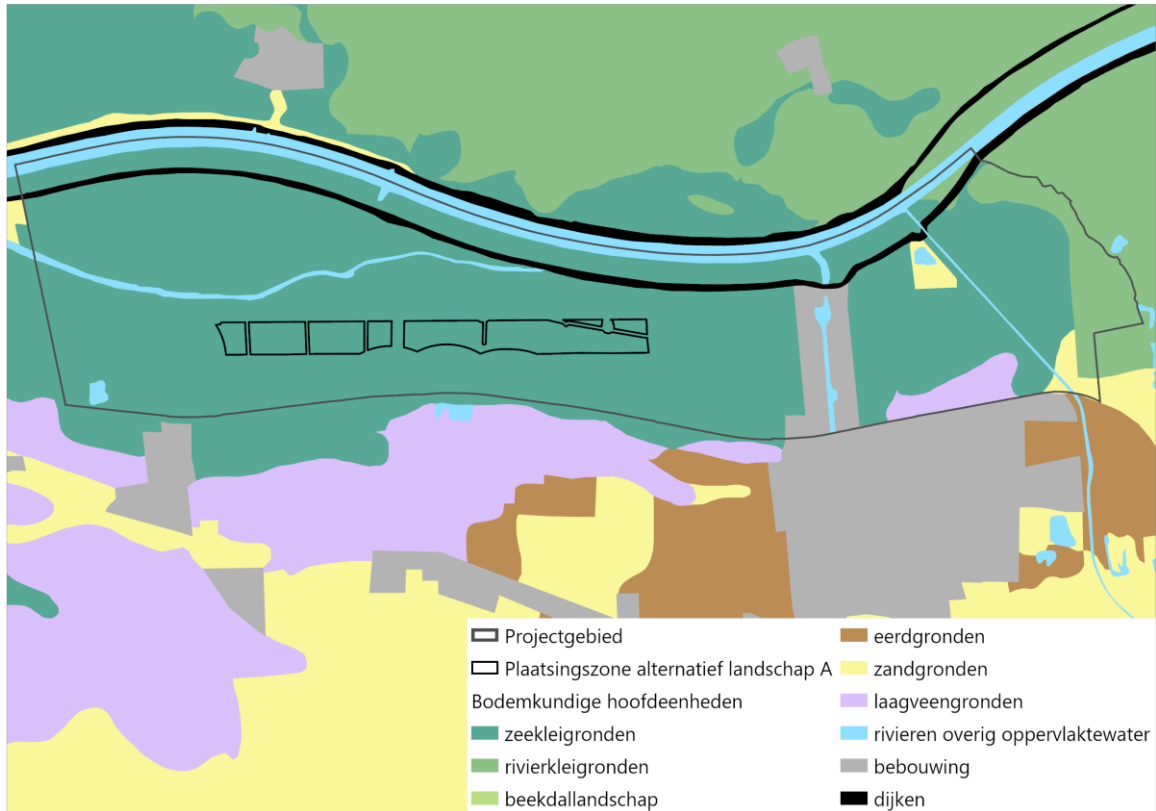 Projectgebied
Plaatsingszone alternatief landschap A
Bodemkundige hoofdeenheden
zeekleigronden
rivierkleigronden
beekdallandschap
eerdgronden
zandgronden
laagveengronden
rivieren overig oppervlaktewater
bebouwing
dijken